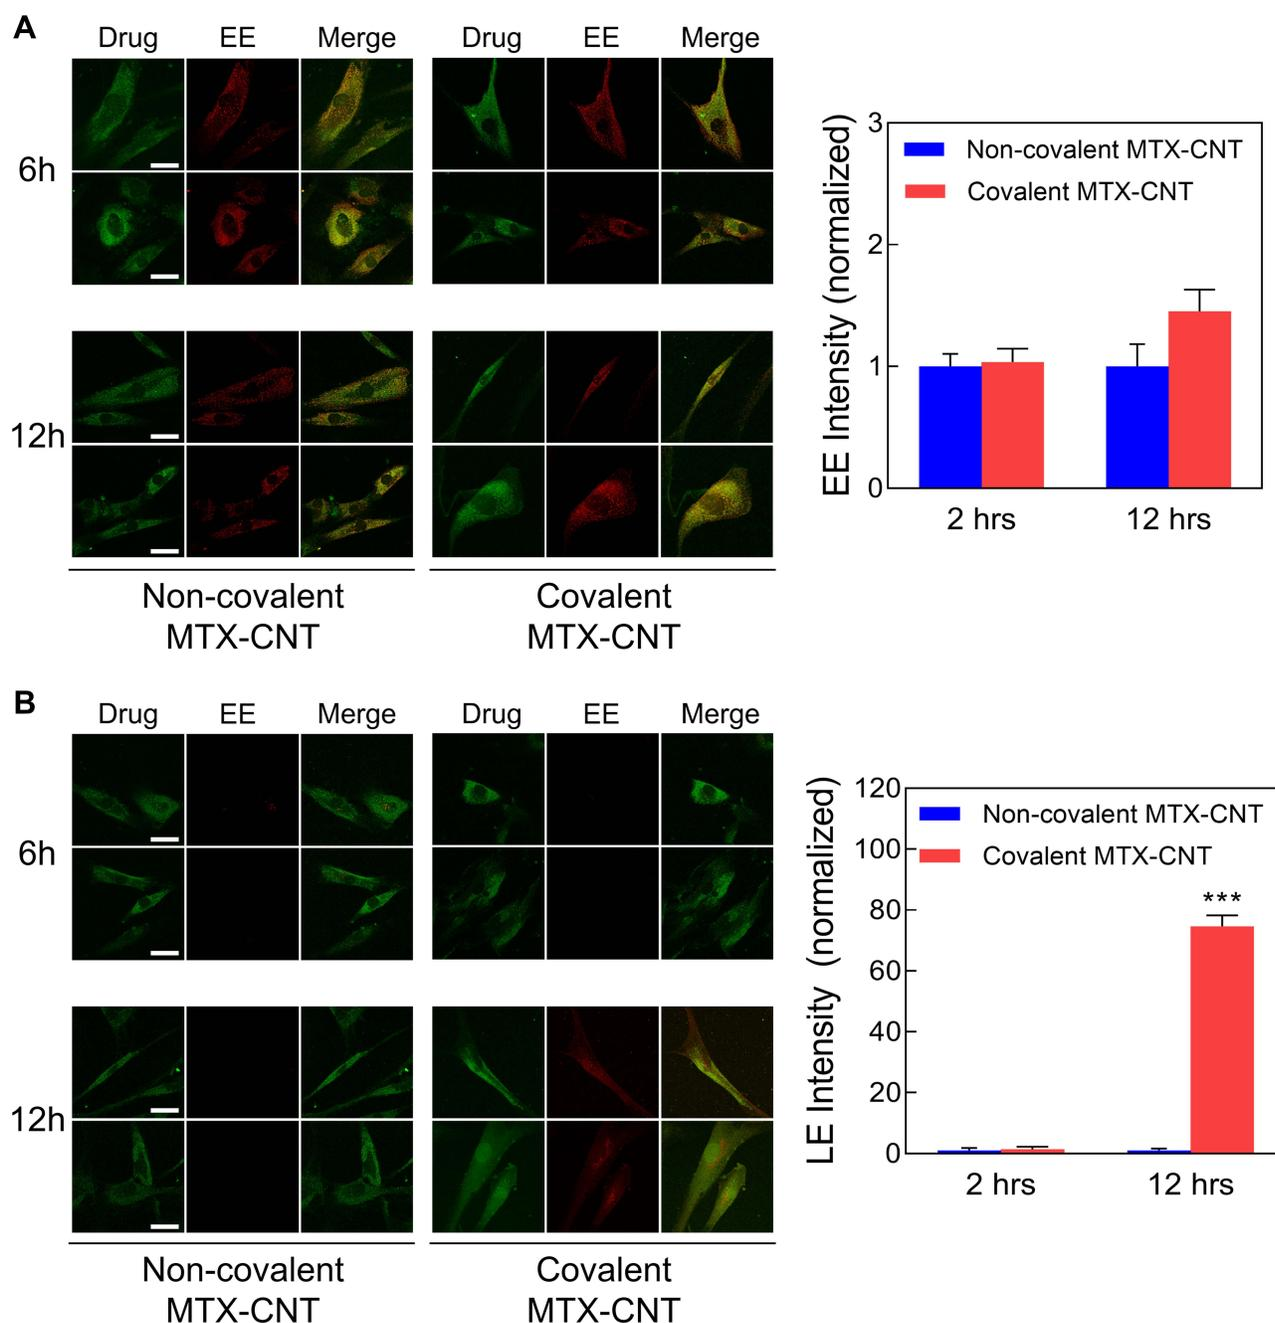 A
Drug EE Merge Drug EE Merge
6h
12h
Non-covalent
MTX-CNT
Covalent
MTX-CNT
EE Intensity (normalized)
3
2
1
0
Non-covalent MTX-CNT
Covalent MTX-CNT
2 hrs 12 hrs
B
Drug EE Merge Drug EE Merge
6h
12h
Non-covalent
MTX-CNT
Covalent
MTX-CNT
LE Intensity (normalized)
120
100
80
60
40
20
0
Non-covalent MTX-CNT
Covalent MTX-CNT
***
2 hrs 12 hrs